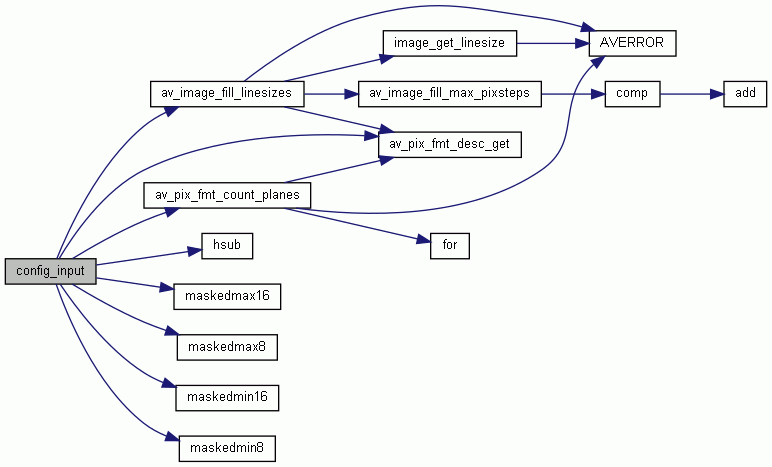 image_get_linesize
AVERROR
av_image_fill_linesizes
av_image_fill_max_pixsteps
comp
add
av_pix_fmt_desc_get
av_pix_fmt_count_planes
hsub
for
config_input
maskedmax16
maskedmax8
maskedmin16
maskedmin8